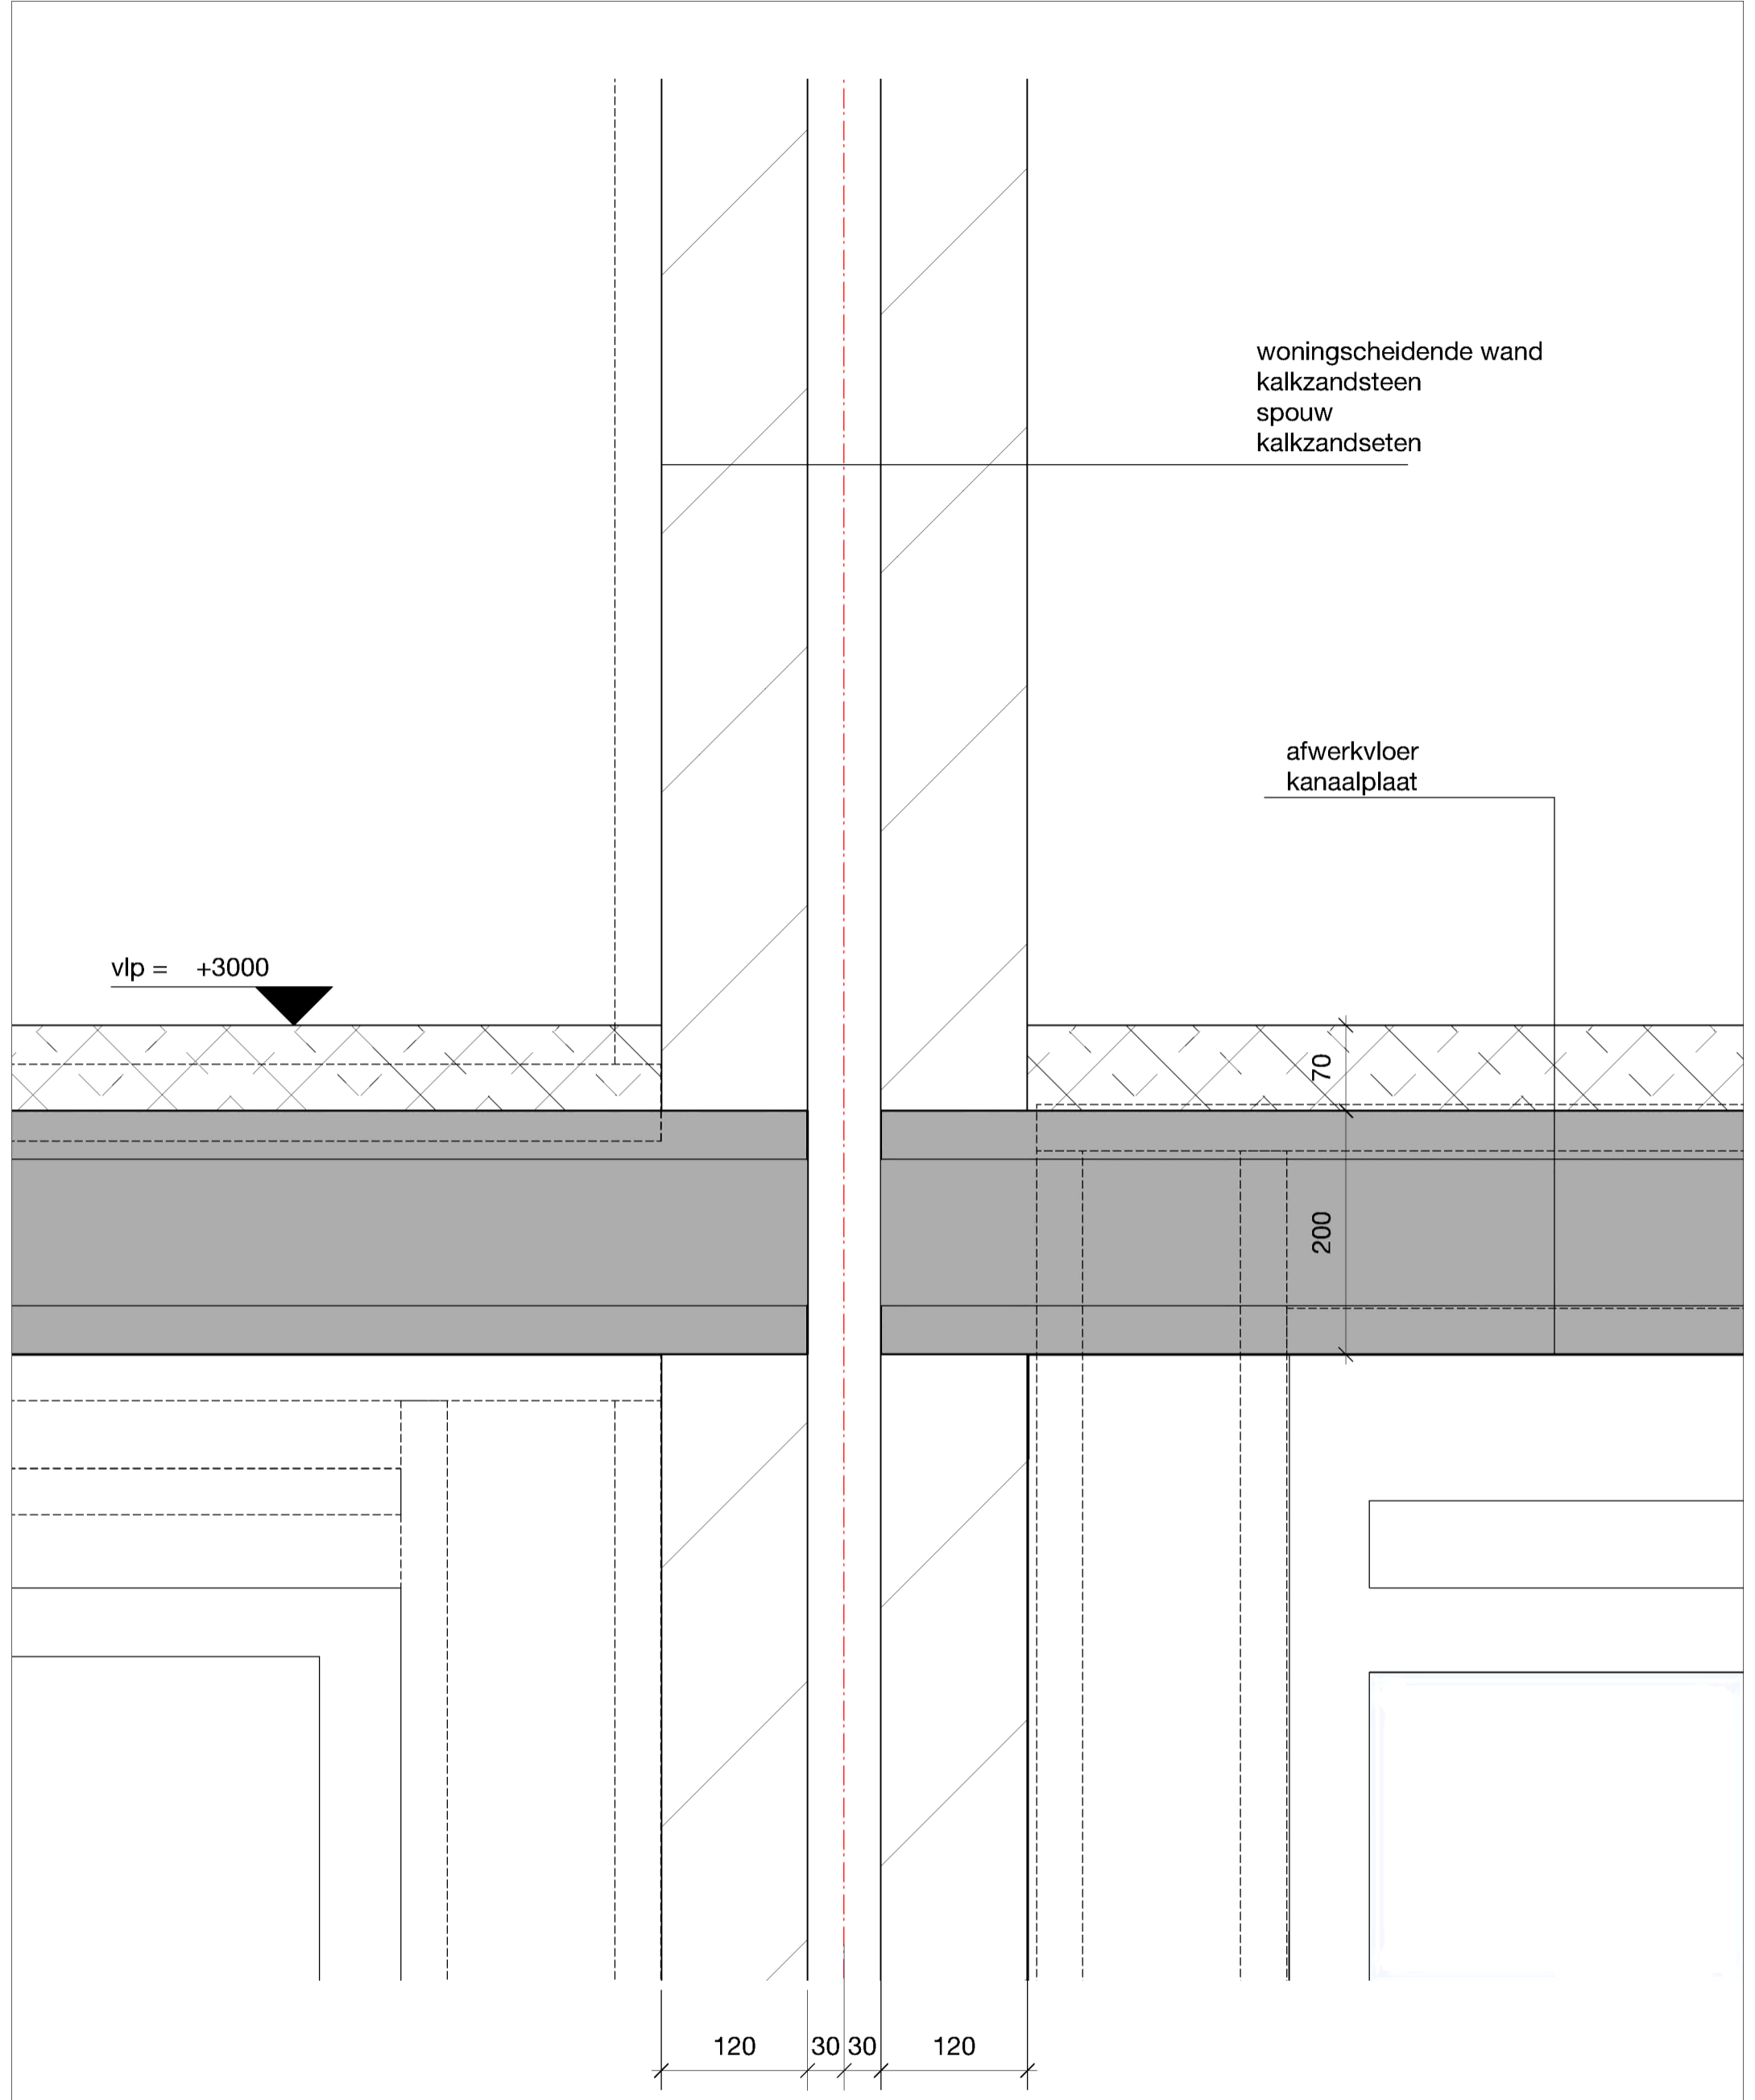 woningscheidende wand
kalkzandsteen
spouw
kalkzandseten
afwerkvloer
kanaalplaat
vlp = +3000
70
200
120 30 30 120